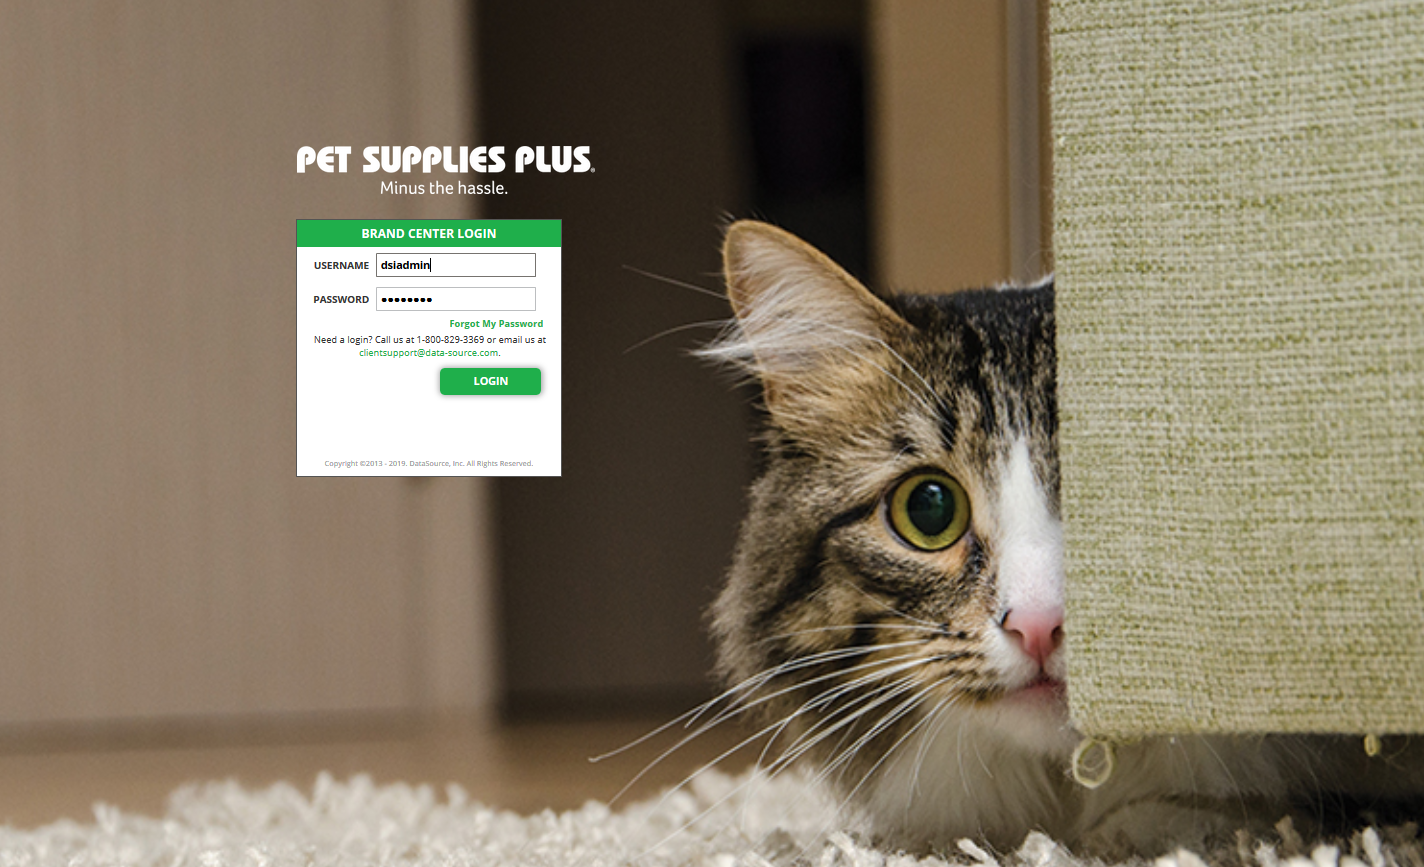 PET SUPPLIES PLUS®
Minus the hassle.
BRAND CENTER LOGIN
USERNAME dsiadmin
PASSWORD ••••••••
Forgot My Password
Need a login? Call us at 1-800-829-3369 or email us at
clientsupport@data-source.com.
LOGIN
Copyright ©2013 - 2019. DataSource, Inc. All Rights Reserved.